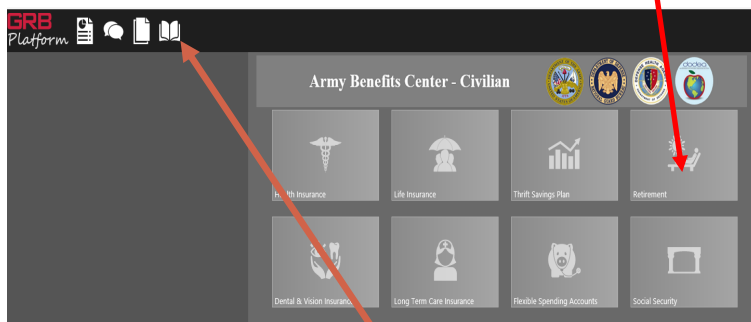 GRB
Platform
Army Benefits Center - Civilian
dodea
Health Insurance
Life Insurance
Thrift Savings Plan
Retirement
Dental & Vision Insurance
Long Term Care Insurance
Flexible Spending Accounts
Social Security